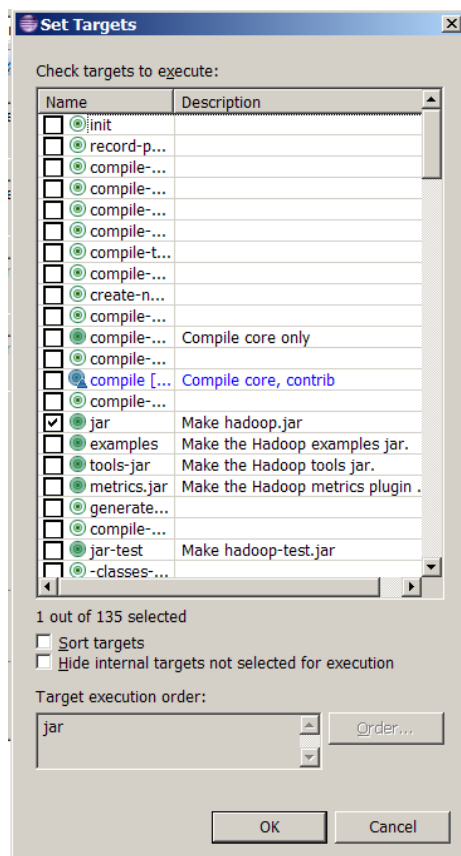 Set Targets
Check targets to execute:
Name Description
init
record-p...
compile-...
compile-...
compile-...
compile-...
compile-t...
compile-...
create-n...
compile-...
compile-... Compile core only
compile-...
compile [... Compile core, contrib
compile-...
jar Make hadoop.jar
examples Make the Hadoop examples jar.
tools-jar Make the Hadoop tools jar.
metrics.jar Make the Hadoop metrics plugin .
generate...
compile-...
jar-test Make hadoop-test.jar
-classes-...
1 out of 135 selected
Sort targets
Hide internal targets not selected for execution
Target execution order:
jar
Order...
OK Cancel